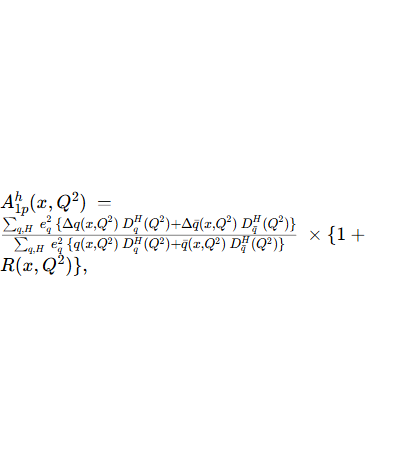 $A_{1p}^{h}(x,Q^2) =$
$\frac{\sum_{q,H} e_q^2 \{\Delta q(x,Q^2) D_q^H(Q^2)+\Delta \bar{q}(x,Q^2) D_{\bar{q}}^H(Q^2)\}}{\sum_{q,H} e_q^2 \{q(x,Q^2) D_q^H(Q^2)+\bar{q}(x,Q^2) D_{\bar{q}}^H(Q^2)\}} \times \{1 +$
$R(x,Q^2)\},$